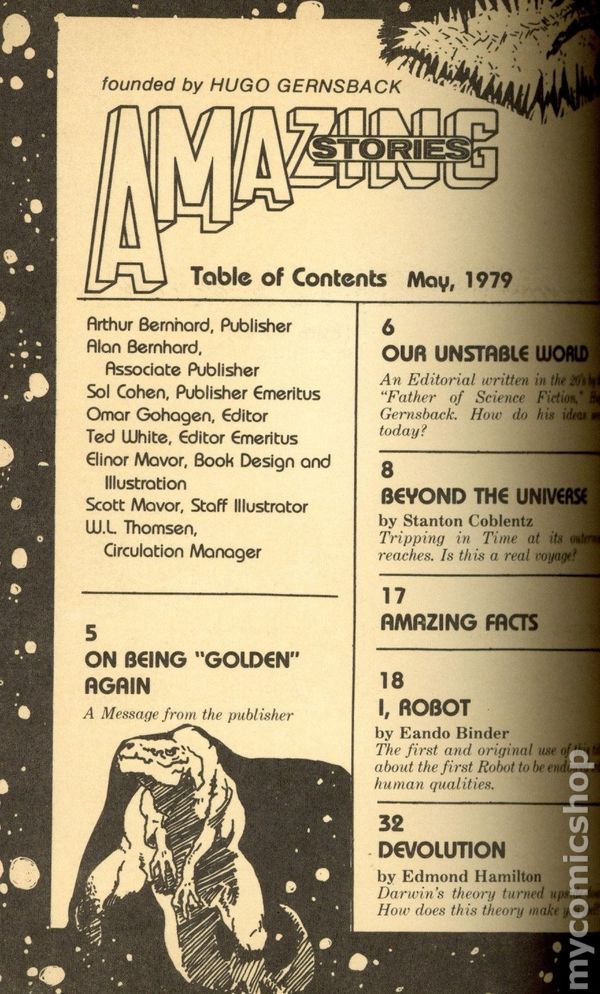 founded by HUGO GERNSBACK
AMAZING
STORIES
Table of Contents May, 1979
Arthur Bernhard, Publisher
Alan Bernhard,
Associate Publisher
Sol Cohen, Publisher Emeritus
Omar Gohagen, Editor
Ted White, Editor Emeritus
Elinor Mavor, Book Design and
Illustration
Scott Mavor, Staff Illustrator
W.L. Thomsen,
Circulation Manager
5
ON BEING "GOLDEN"
AGAIN
A Message from the publisher
6
OUR UNSTABLE WORLD
An Editorial written in the 20's
"Father of Science Fiction,"
Gernsback. How do his ideas
today?
8
BEYOND THE UNIVERSE
by Stanton Coblentz
Tripping in Time at its
reaches. Is this a real voyage?
17
AMAZING FACTS
18
I, ROBOT
by Eando Binder
The first and original use of
about the first Robot to be
human qualities.
32
DEVOLUTION
by Edmond Hamilton
Darwin's theory turned
How does this theory make
mycomicshop